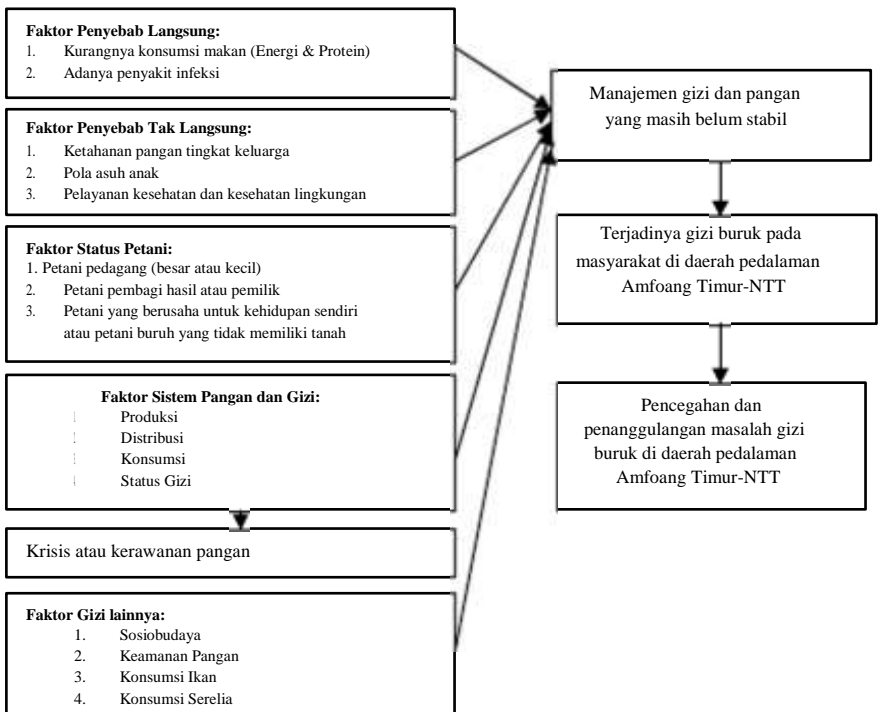 Faktor Penyebab Langsung:
1. Kurangnya konsumsi makan (Energi & Protein)
2. Adanya penyakit infeksi
Faktor Penyebab Tak Langsung:
1. Ketahanan pangan tingkat keluarga
2. Pola asuh anak
3. Pelayanan kesehatan dan kesehatan lingkungan
Faktor Status Petani:
1. Petani pedagang (besar atau kecil)
2. Petani pembagi hasil atau pemilik
3. Petani yang berusaha untuk kehidupan sendiri
atau petani buruh yang tidak memiliki tanah
Faktor Sistem Pangan dan Gizi:
Produksi
Distribusi
Konsumsi
Status Gizi
Krisis atau kerawanan pangan
Faktor Gizi lainnya:
1. Sosiobudaya
2. Keamanan Pangan
3. Konsumsi Ikan
4. Konsumsi Serelia
Manajemen gizi dan pangan
yang masih belum stabil
Terjadinya gizi buruk pada
masyarakat di daerah pedalaman
Amfoang Timur-NTT
Pencegahan dan
penanggulangan masalah gizi
buruk di daerah pedalaman
Amfoang Timur-NTT